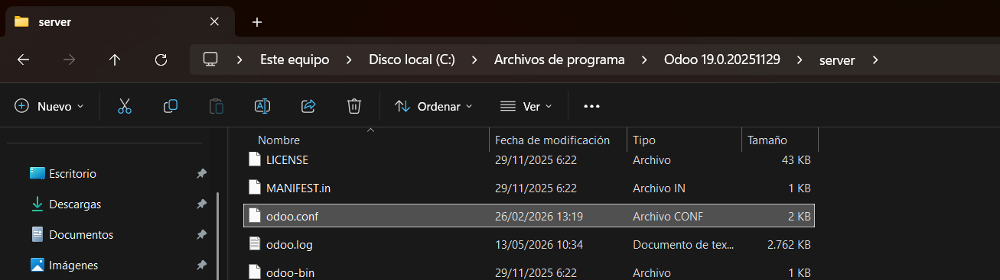 server
Este equipo > Disco local (C:) > Archivos de programa > Odoo 19.0.20251129 > server >
Nuevo Ordenar Ver
Nombre Fecha de modificación Tipo Tamaño
LICENSE 29/11/2025 6:22 Archivo 43 KB
Escritorio
MANIFEST.in 29/11/2025 6:22 Archivo IN 1 KB
Descargas
odoo.conf 26/02/2026 13:19 Archivo CONF 2 KB
Documentos
odoo.log 13/05/2026 10:34 Documento de tex... 2.762 KB
Imágenes
odoo-bin 29/11/2025 6:22 Archivo 1 KB